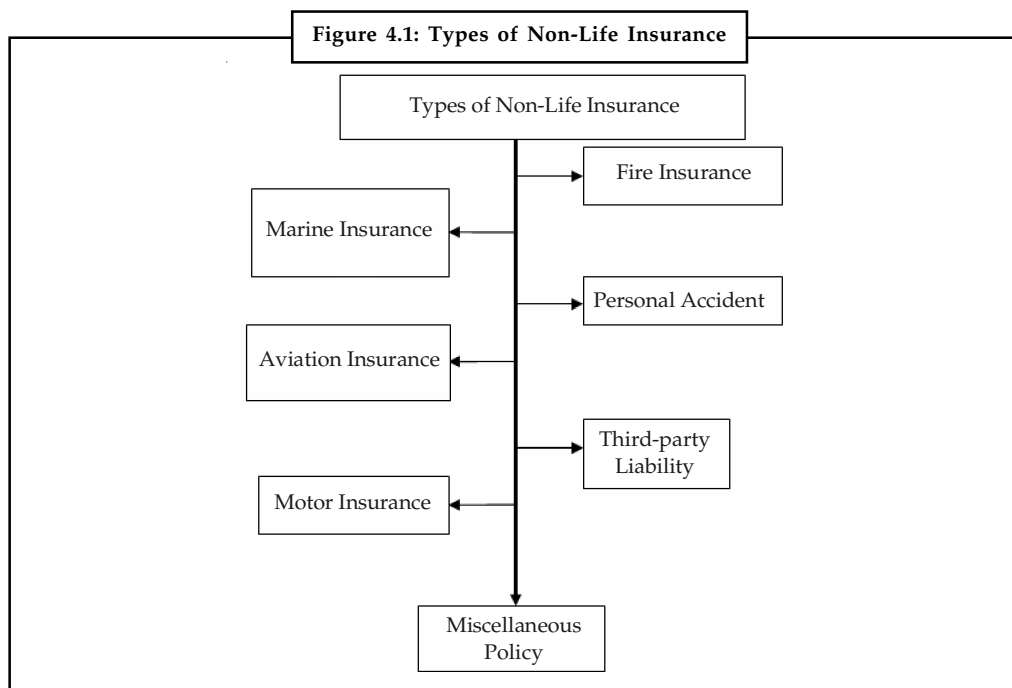 Figure 4.1: Types of Non-Life Insurance
Types of Non-Life Insurance
Fire Insurance
Marine Insurance
Personal Accident
Aviation Insurance
Third-party
Liability
Motor Insurance
Miscellaneous
Policy